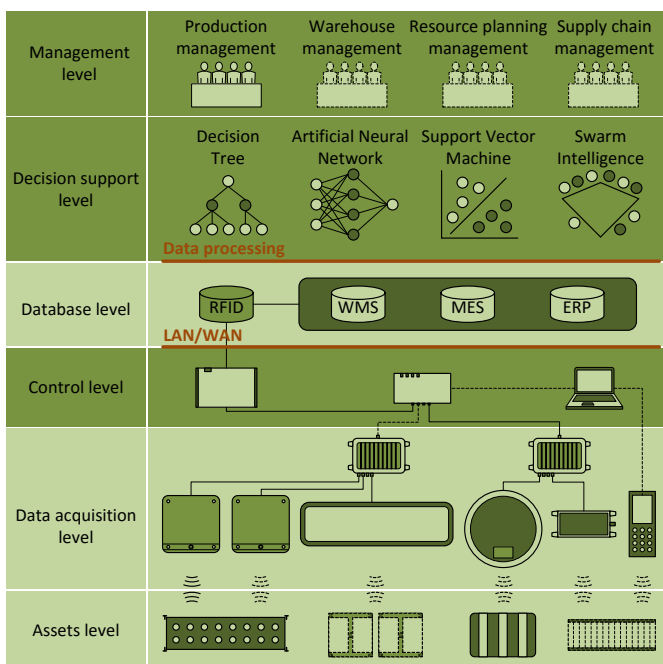 Management
level
Production
management
Warehouse
management
Resource planning
management
Supply chain
management
Decision support
level
Decision
Tree
Artificial Neural
Network
Support Vector
Machine
Swarm
Intelligence
Data processing
Database level
RFID
WMS
MES
ERP
LAN/WAN
Control level
Data acquisition
level
Assets level